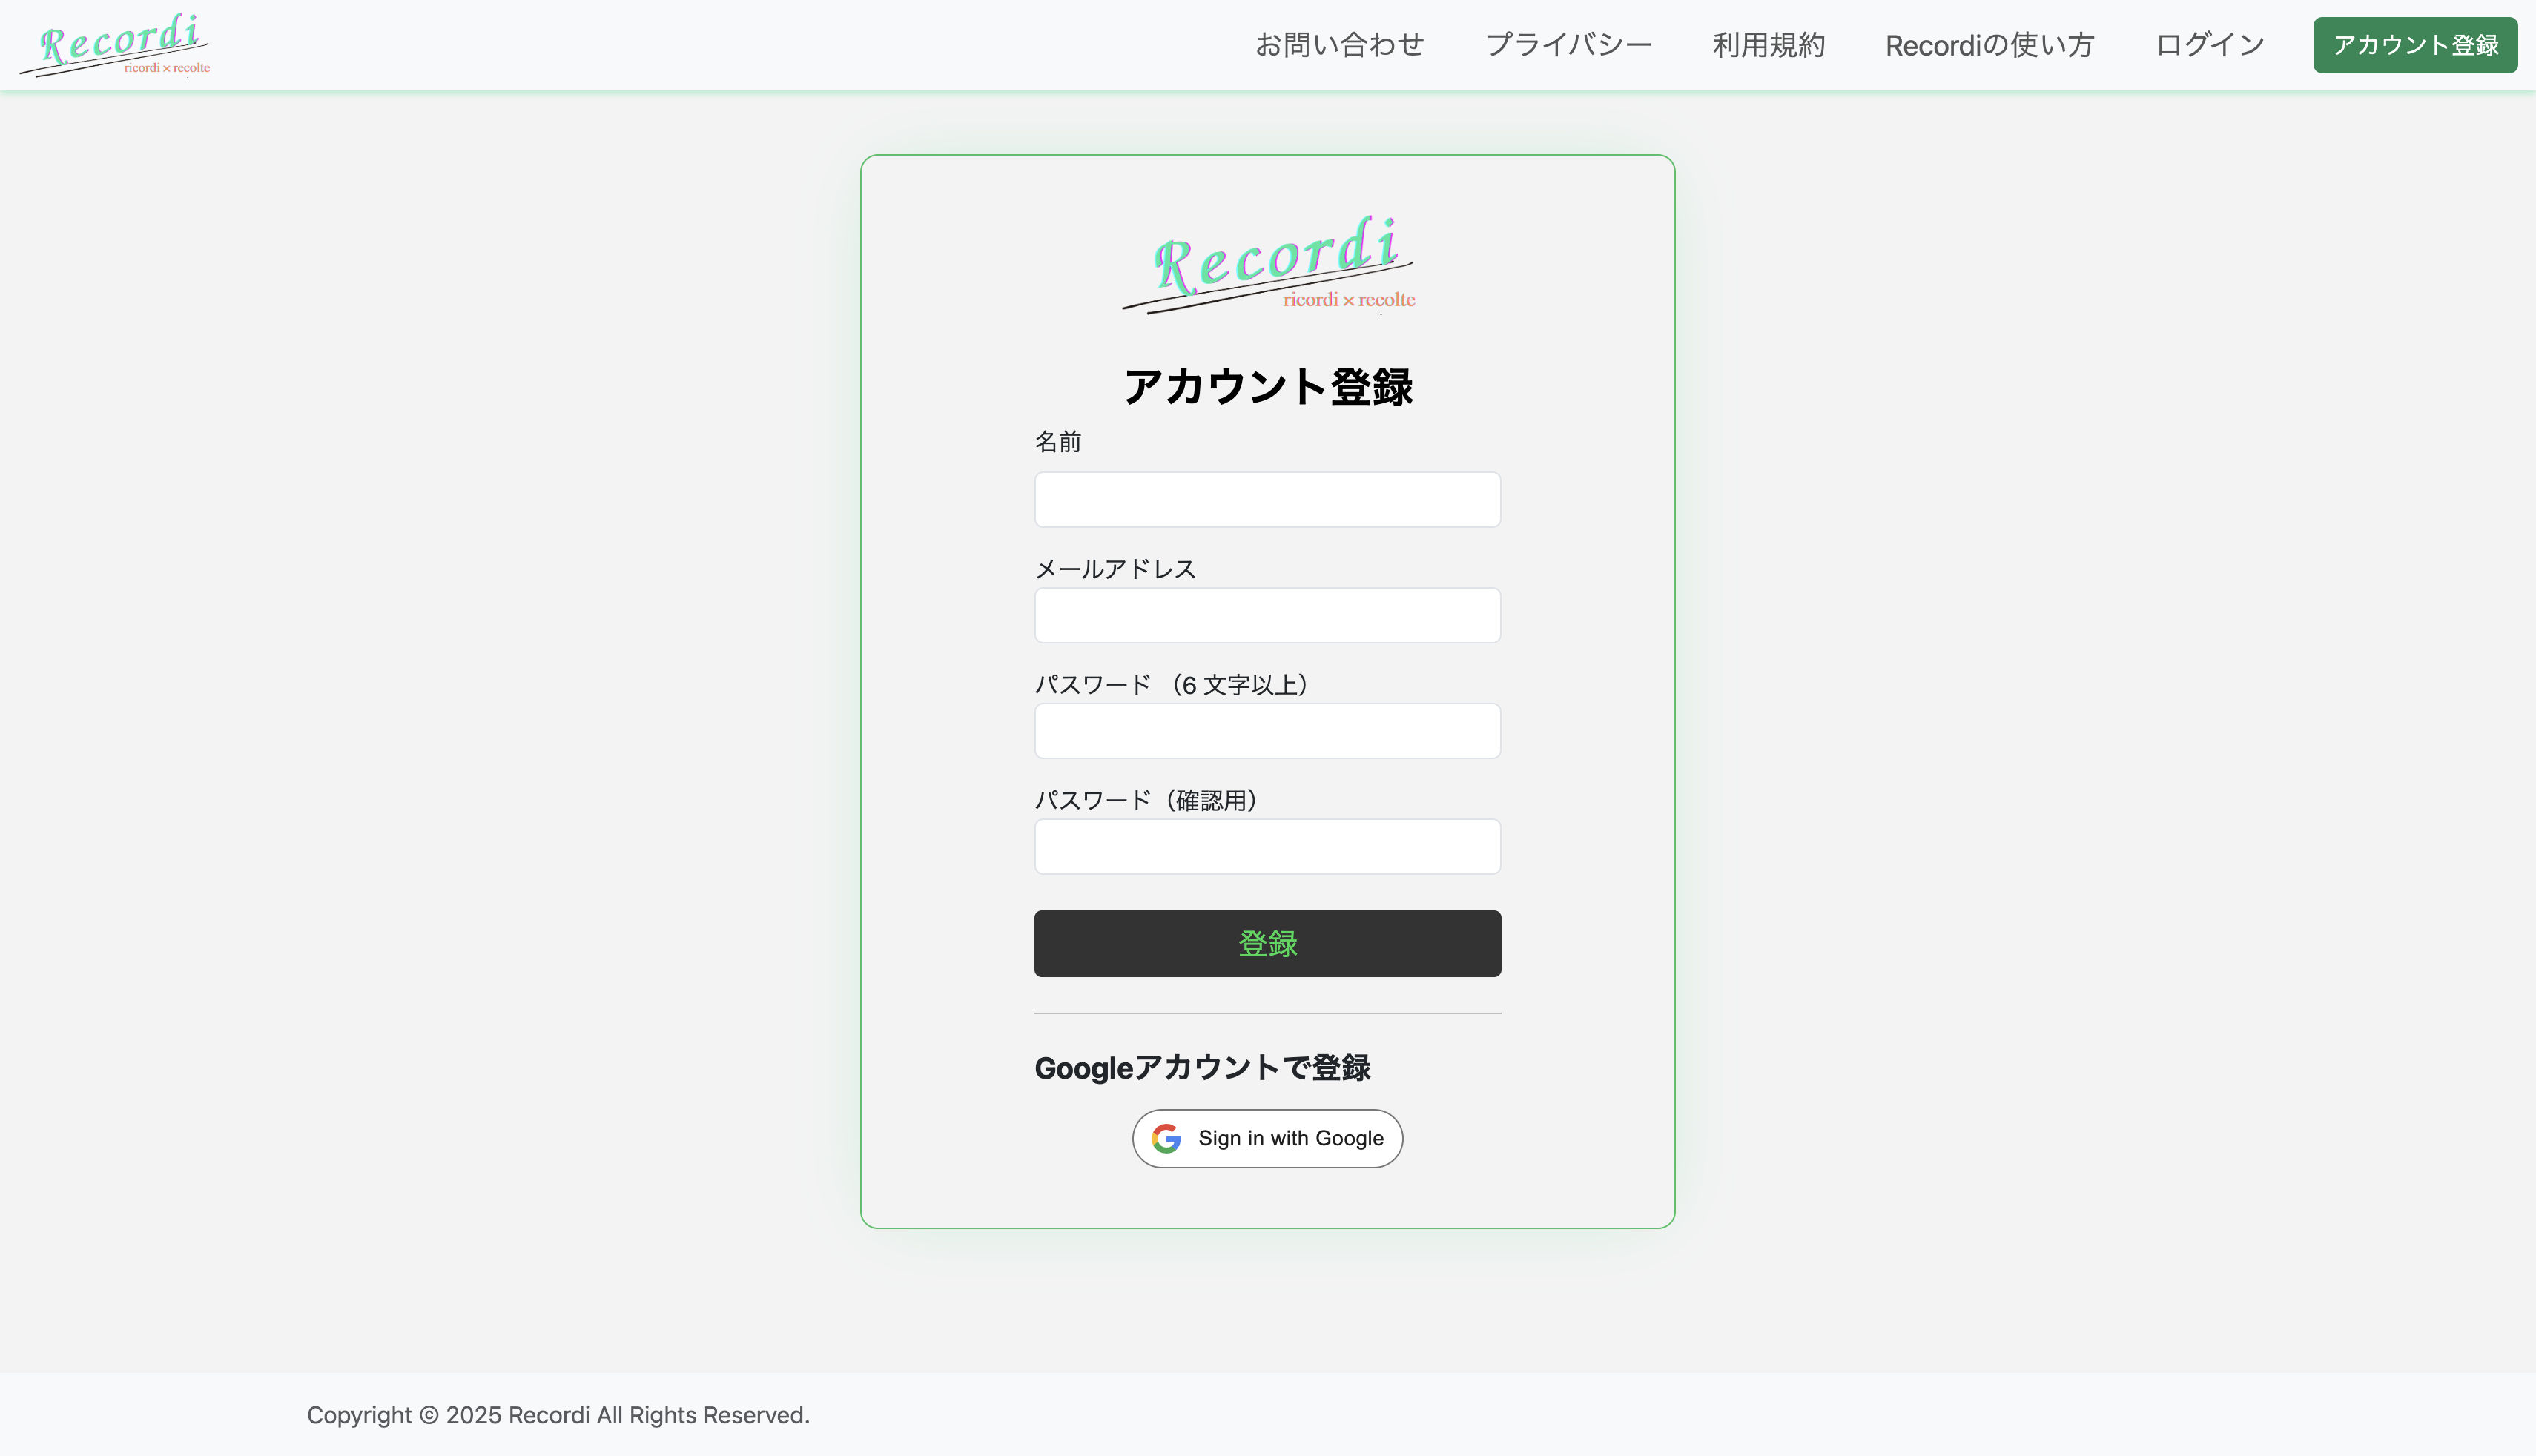 Recordi
ricordi × recolte
お問い合わせ
プライバシー
利用規約
Recordiの使い方
ログイン
アカウント登録
Recordi
ricordi × recolte
アカウント登録
名前
メールアドレス
パスワード （6 文字以上）
パスワード（確認用）
登録
Googleアカウントで登録
Sign in with Google
Copyright © 2025 Recordi All Rights Reserved.